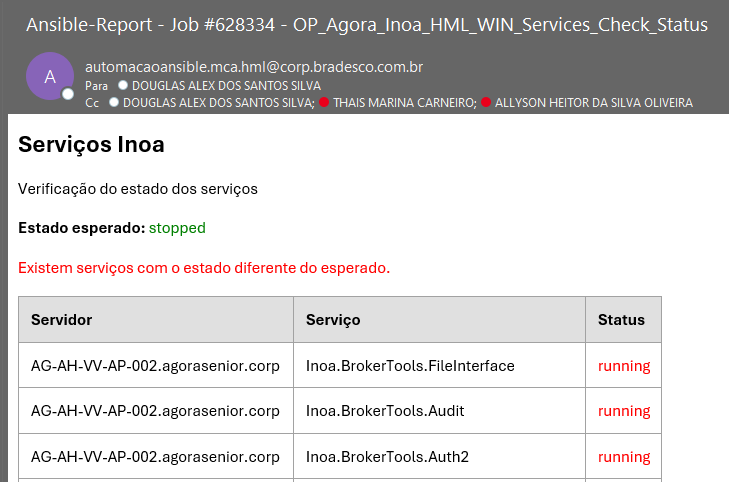 Ansible-Report - Job #628334 - OP_Agora_Inoa_HML_WIN_Services_Check_Status
A
automacaoansible.mca.hml@corp.bradesco.com.br
Para DOUGLAS ALEX DOS SANTOS SILVA
Cc DOUGLAS ALEX DOS SANTOS SILVA; THAIS MARINA CARNEIRO; ALLYSON HEITOR DA SILVA OLIVEIRA
Serviços Inoa
Verificação do estado dos serviços
Estado esperado: stopped
Existem serviços com o estado diferente do esperado.
Servidor Serviço Status
AG-AH-VV-AP-002.agorasenior.corp Inoa.BrokerTools.FileInterface running
AG-AH-VV-AP-002.agorasenior.corp Inoa.BrokerTools.Audit running
AG-AH-VV-AP-002.agorasenior.corp Inoa.BrokerTools.Auth2 running